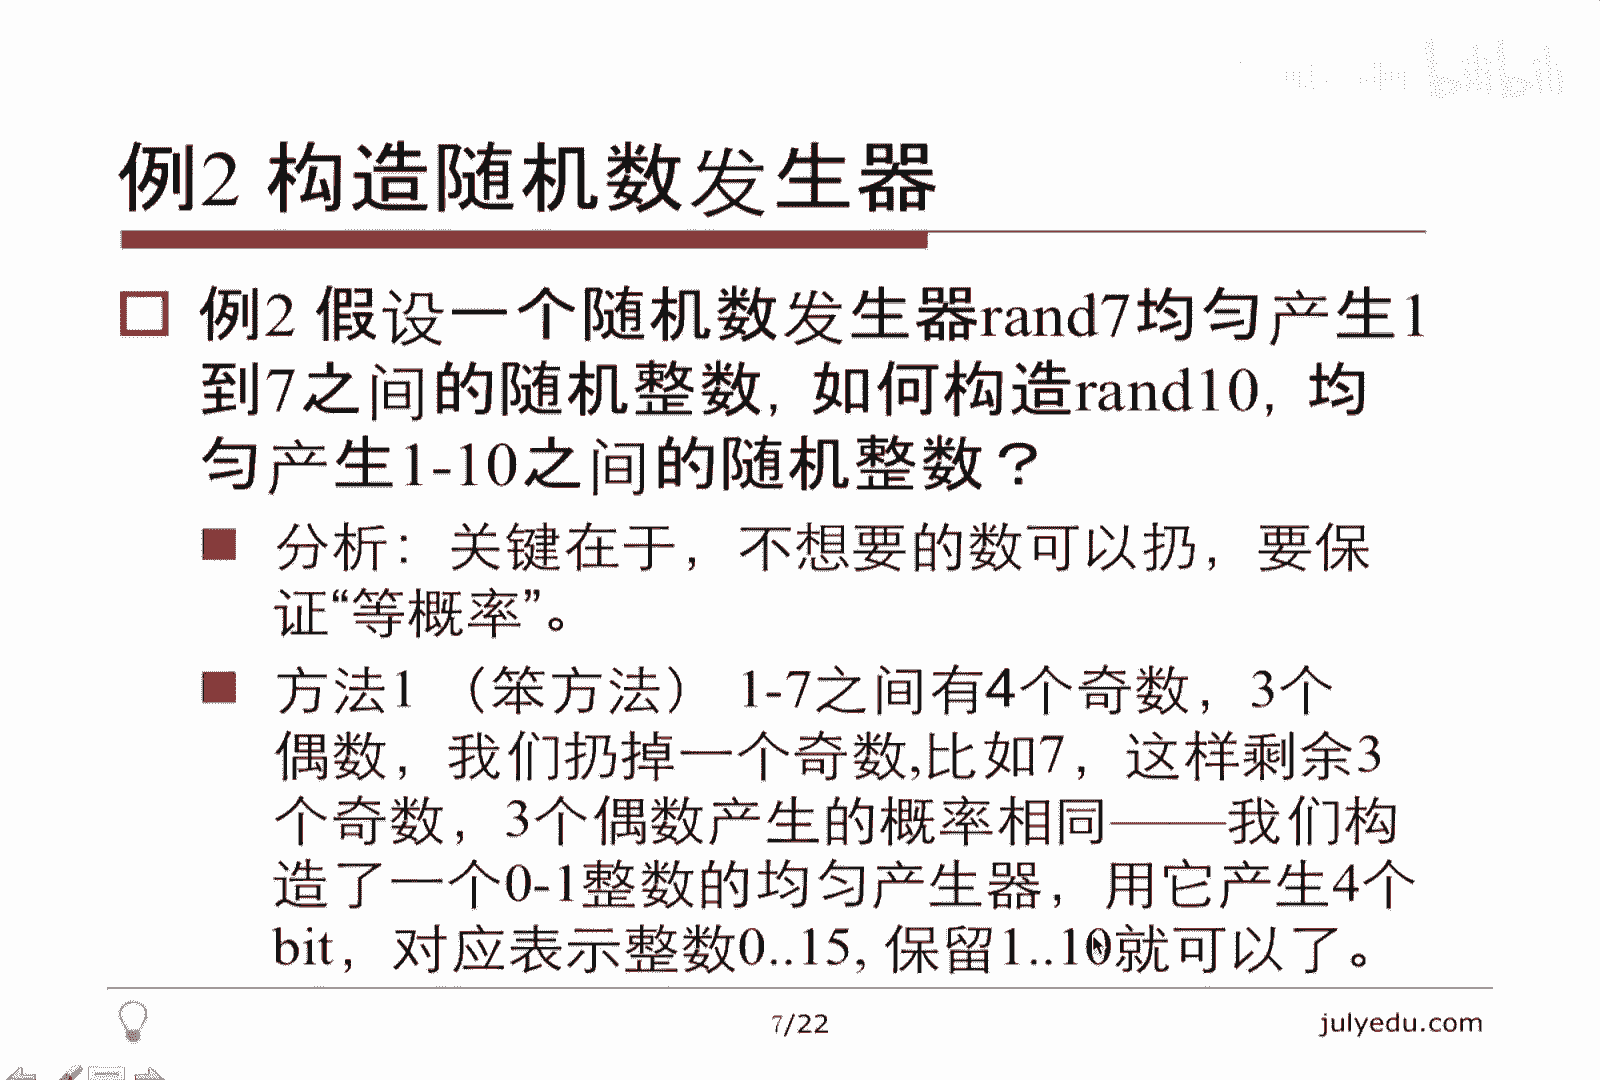 例2 构造随机数发生器
例2 假设一个随机数发生器rand7均匀产生1
到7之间的随机整数，如何构造rand10，均
匀产生1-10之间的随机整数？
分析：关键在于，不想要的数可以扔，要保
证“等概率”。
方法1 （笨方法） 1-7之间有4个奇数，3个
偶数，我们扔掉一个奇数,比如7，这样剩余3
个奇数，3个偶数产生的概率相同——我们构
造了一个0-1整数的均匀产生器，用它产生4个
bit，对应表示整数0..15, 保留1..10就可以了。
7/22
julyedu.com